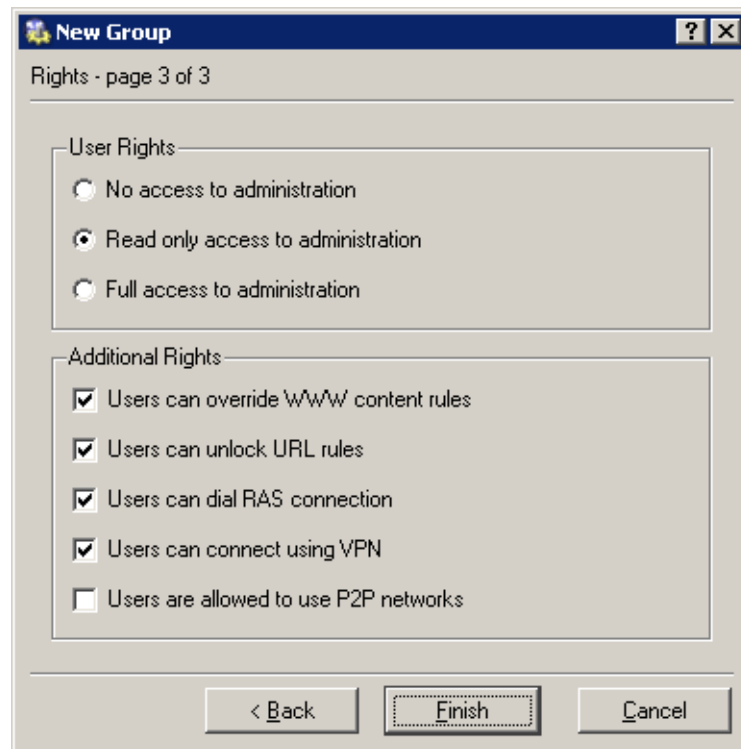 New Group
Rights - page 3 of 3
User Rights
No access to administration
Read only access to administration
Full access to administration
Additional Rights
Users can override WWW content rules
Users can unlock URL rules
Users can dial RAS connection
Users can connect using VPN
Users are allowed to use P2P networks
< Back Finish Cancel